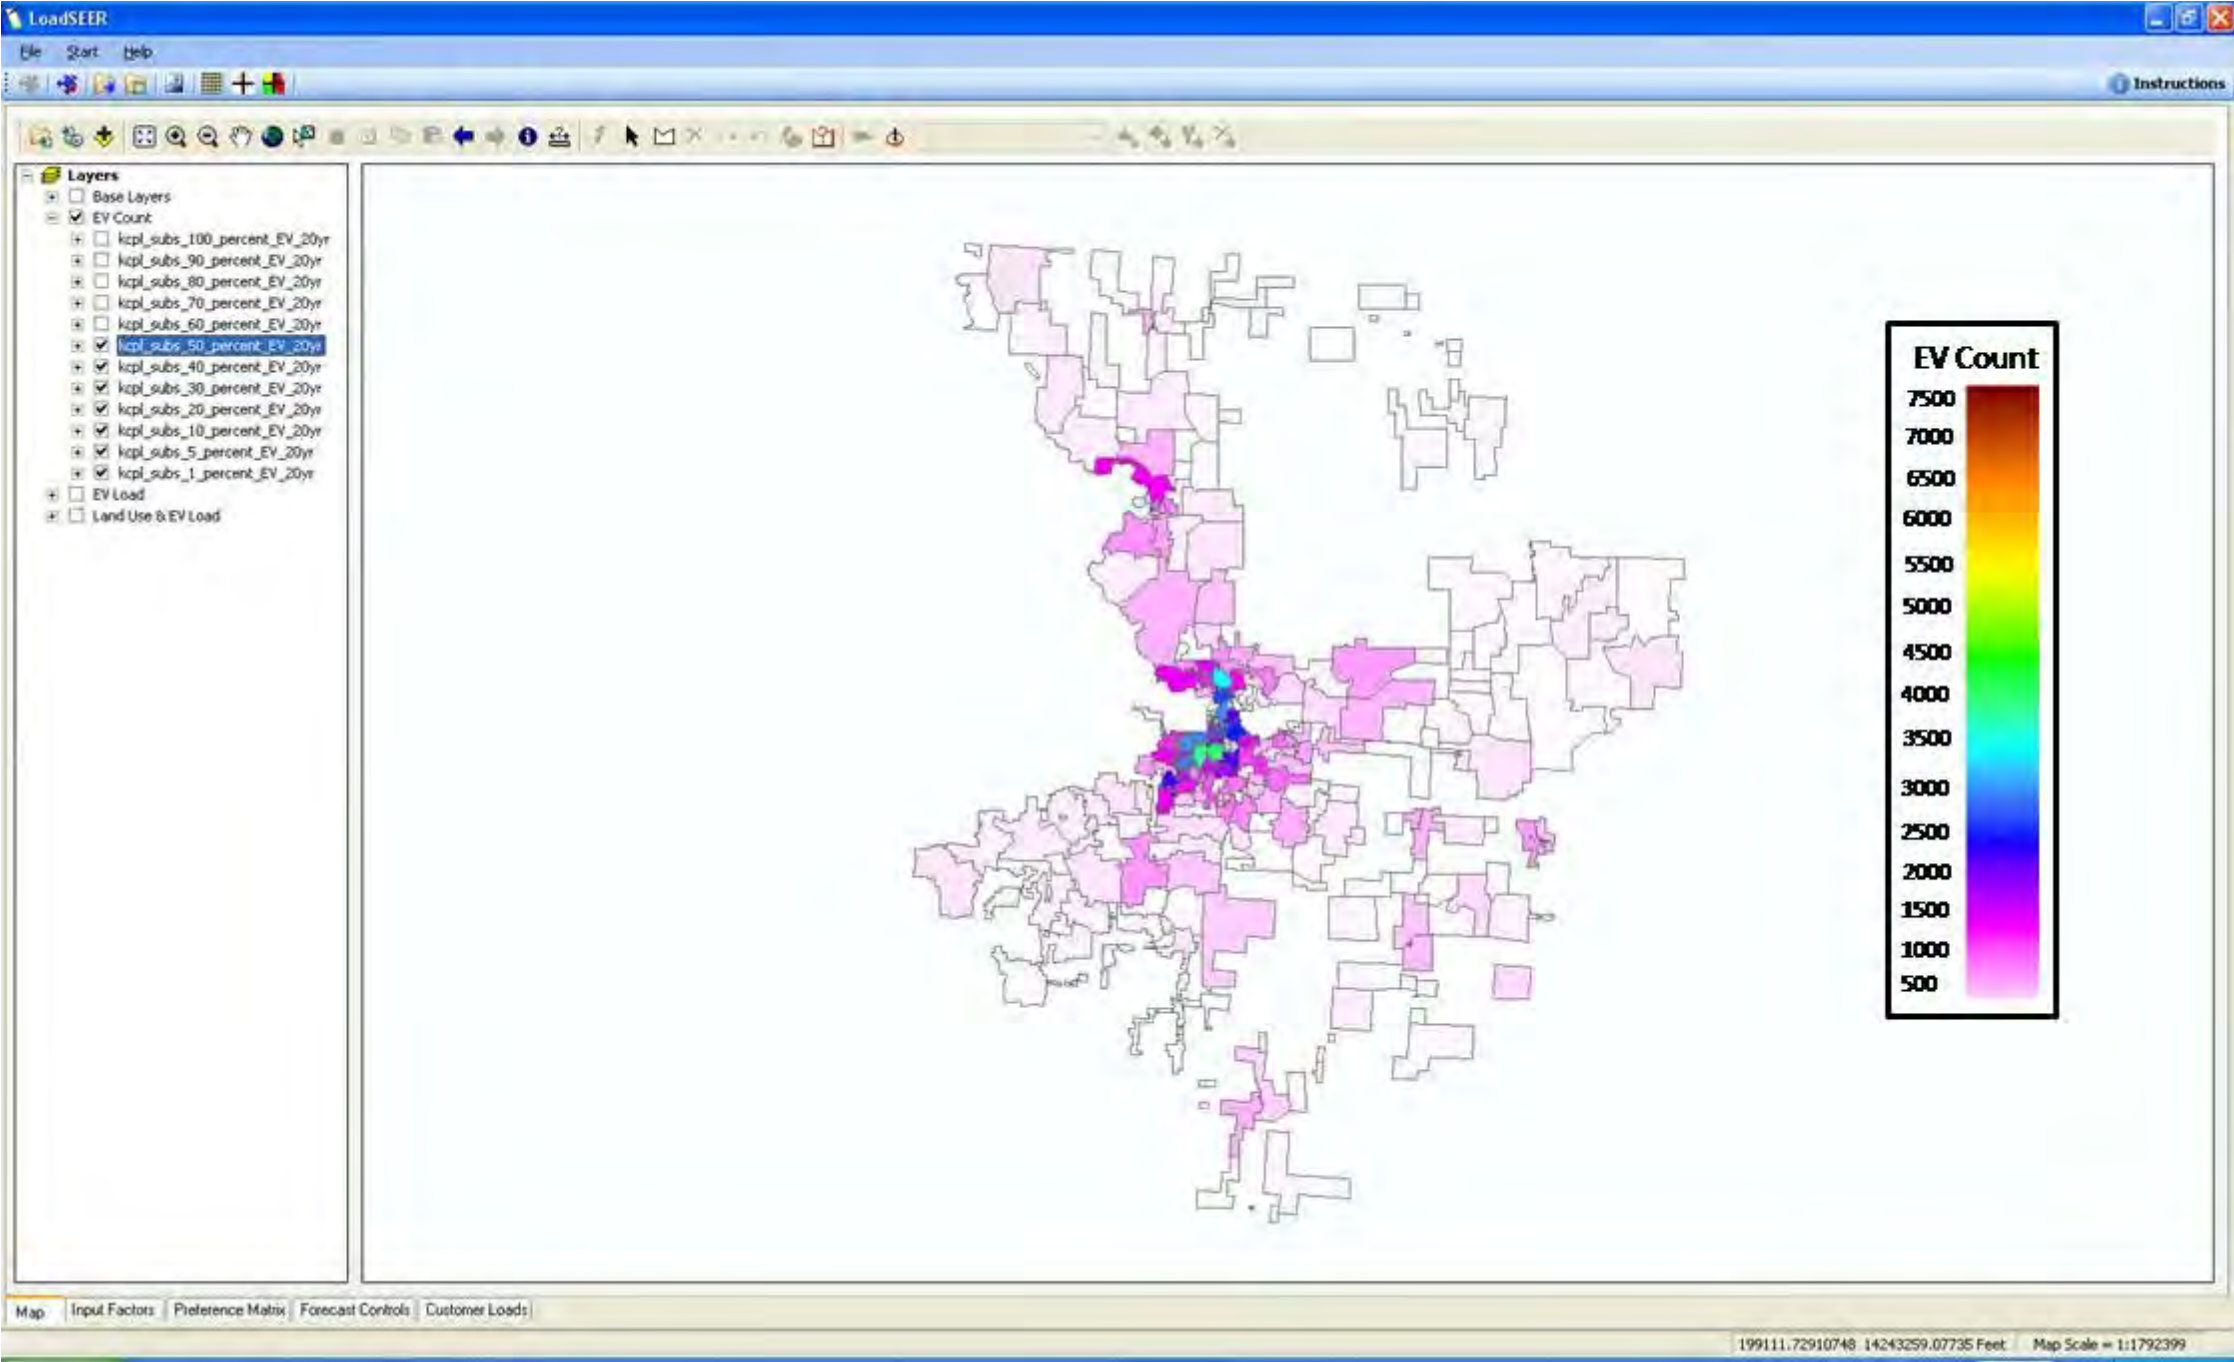 LoadSEER
File Start Help
Instructions
Layers
Base Layers
EV Count
kcpl_subs_100_percent_EV_20yr
kcpl_subs_90_percent_EV_20yr
kcpl_subs_80_percent_EV_20yr
kcpl_subs_70_percent_EV_20yr
kcpl_subs_60_percent_EV_20yr
kcpl_subs_50_percent_EV_20yr
kcpl_subs_40_percent_EV_20yr
kcpl_subs_30_percent_EV_20yr
kcpl_subs_20_percent_EV_20yr
kcpl_subs_10_percent_EV_20yr
kcpl_subs_5_percent_EV_20yr
kcpl_subs_1_percent_EV_20yr
EV Load
Land Use & EV Load
EV Count
7500
7000
6500
6000
5500
5000
4500
4000
3500
3000
2500
2000
1500
1000
500
Map Input Factors Preference Matrix Forecast Controls Customer Loads
199111.72910748 14243259.07735 Feet Map Scale = 1:1792399